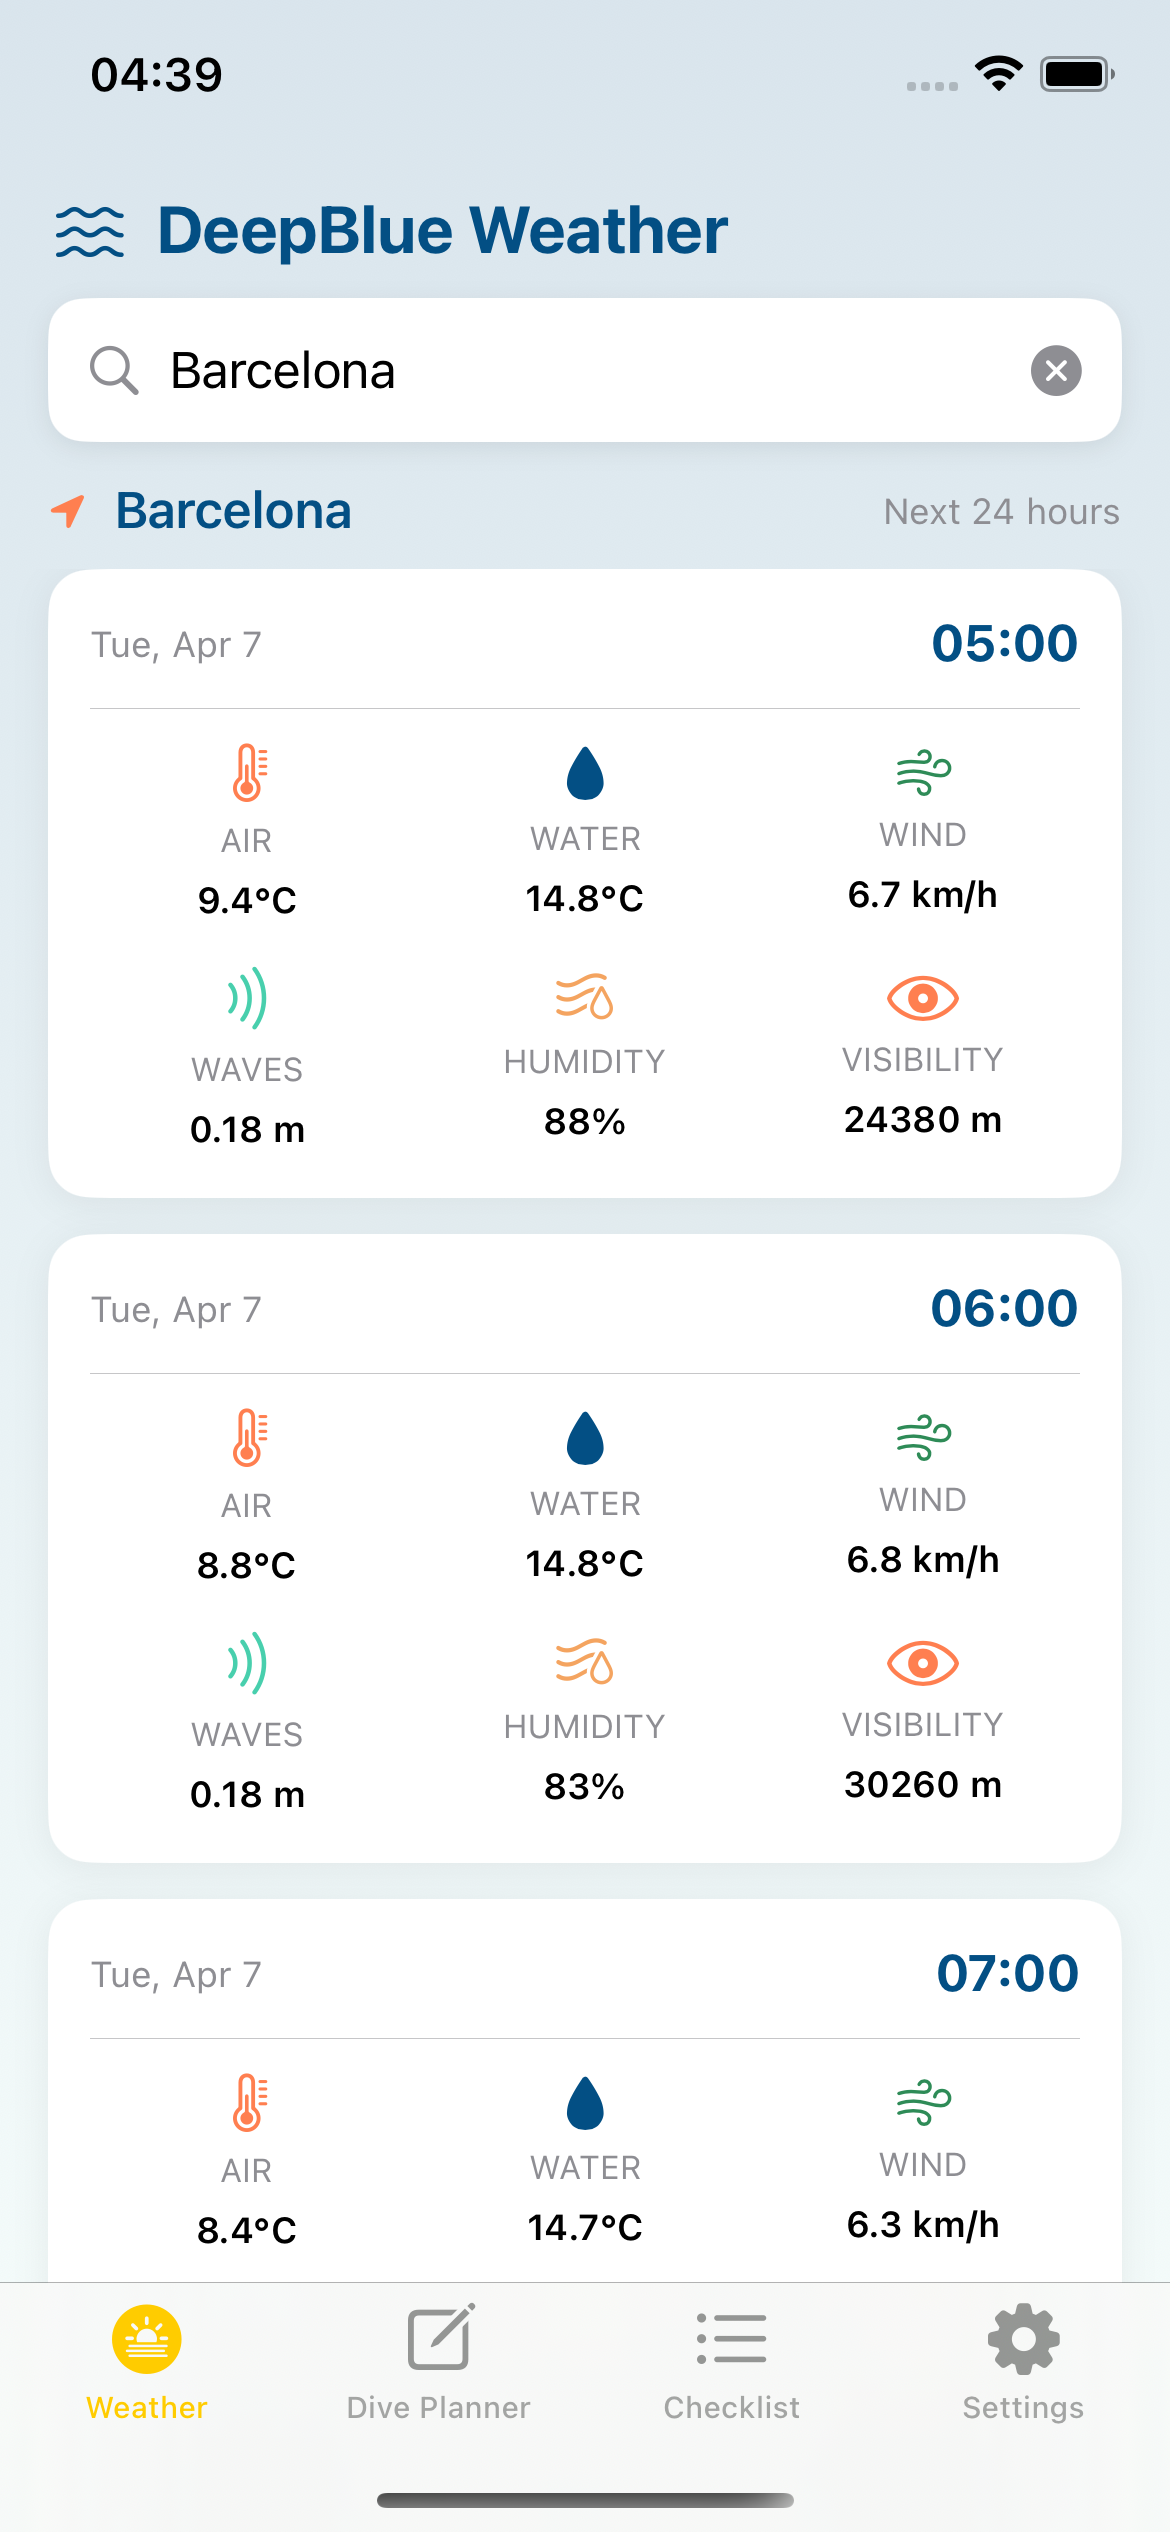 04:39
DeepBlue Weather
Barcelona
Barcelona
Next 24 hours
Tue, Apr 7
05:00
AIR
WATER
WIND
9.4°C
14.8°C
6.7 km/h
WAVES
HUMIDITY
VISIBILITY
0.18 m
88%
24380 m
Tue, Apr 7
06:00
AIR
WATER
WIND
8.8°C
14.8°C
6.8 km/h
WAVES
HUMIDITY
VISIBILITY
0.18 m
83%
30260 m
Tue, Apr 7
07:00
AIR
WATER
WIND
8.4°C
14.7°C
6.3 km/h
Weather
Dive Planner
Checklist
Settings